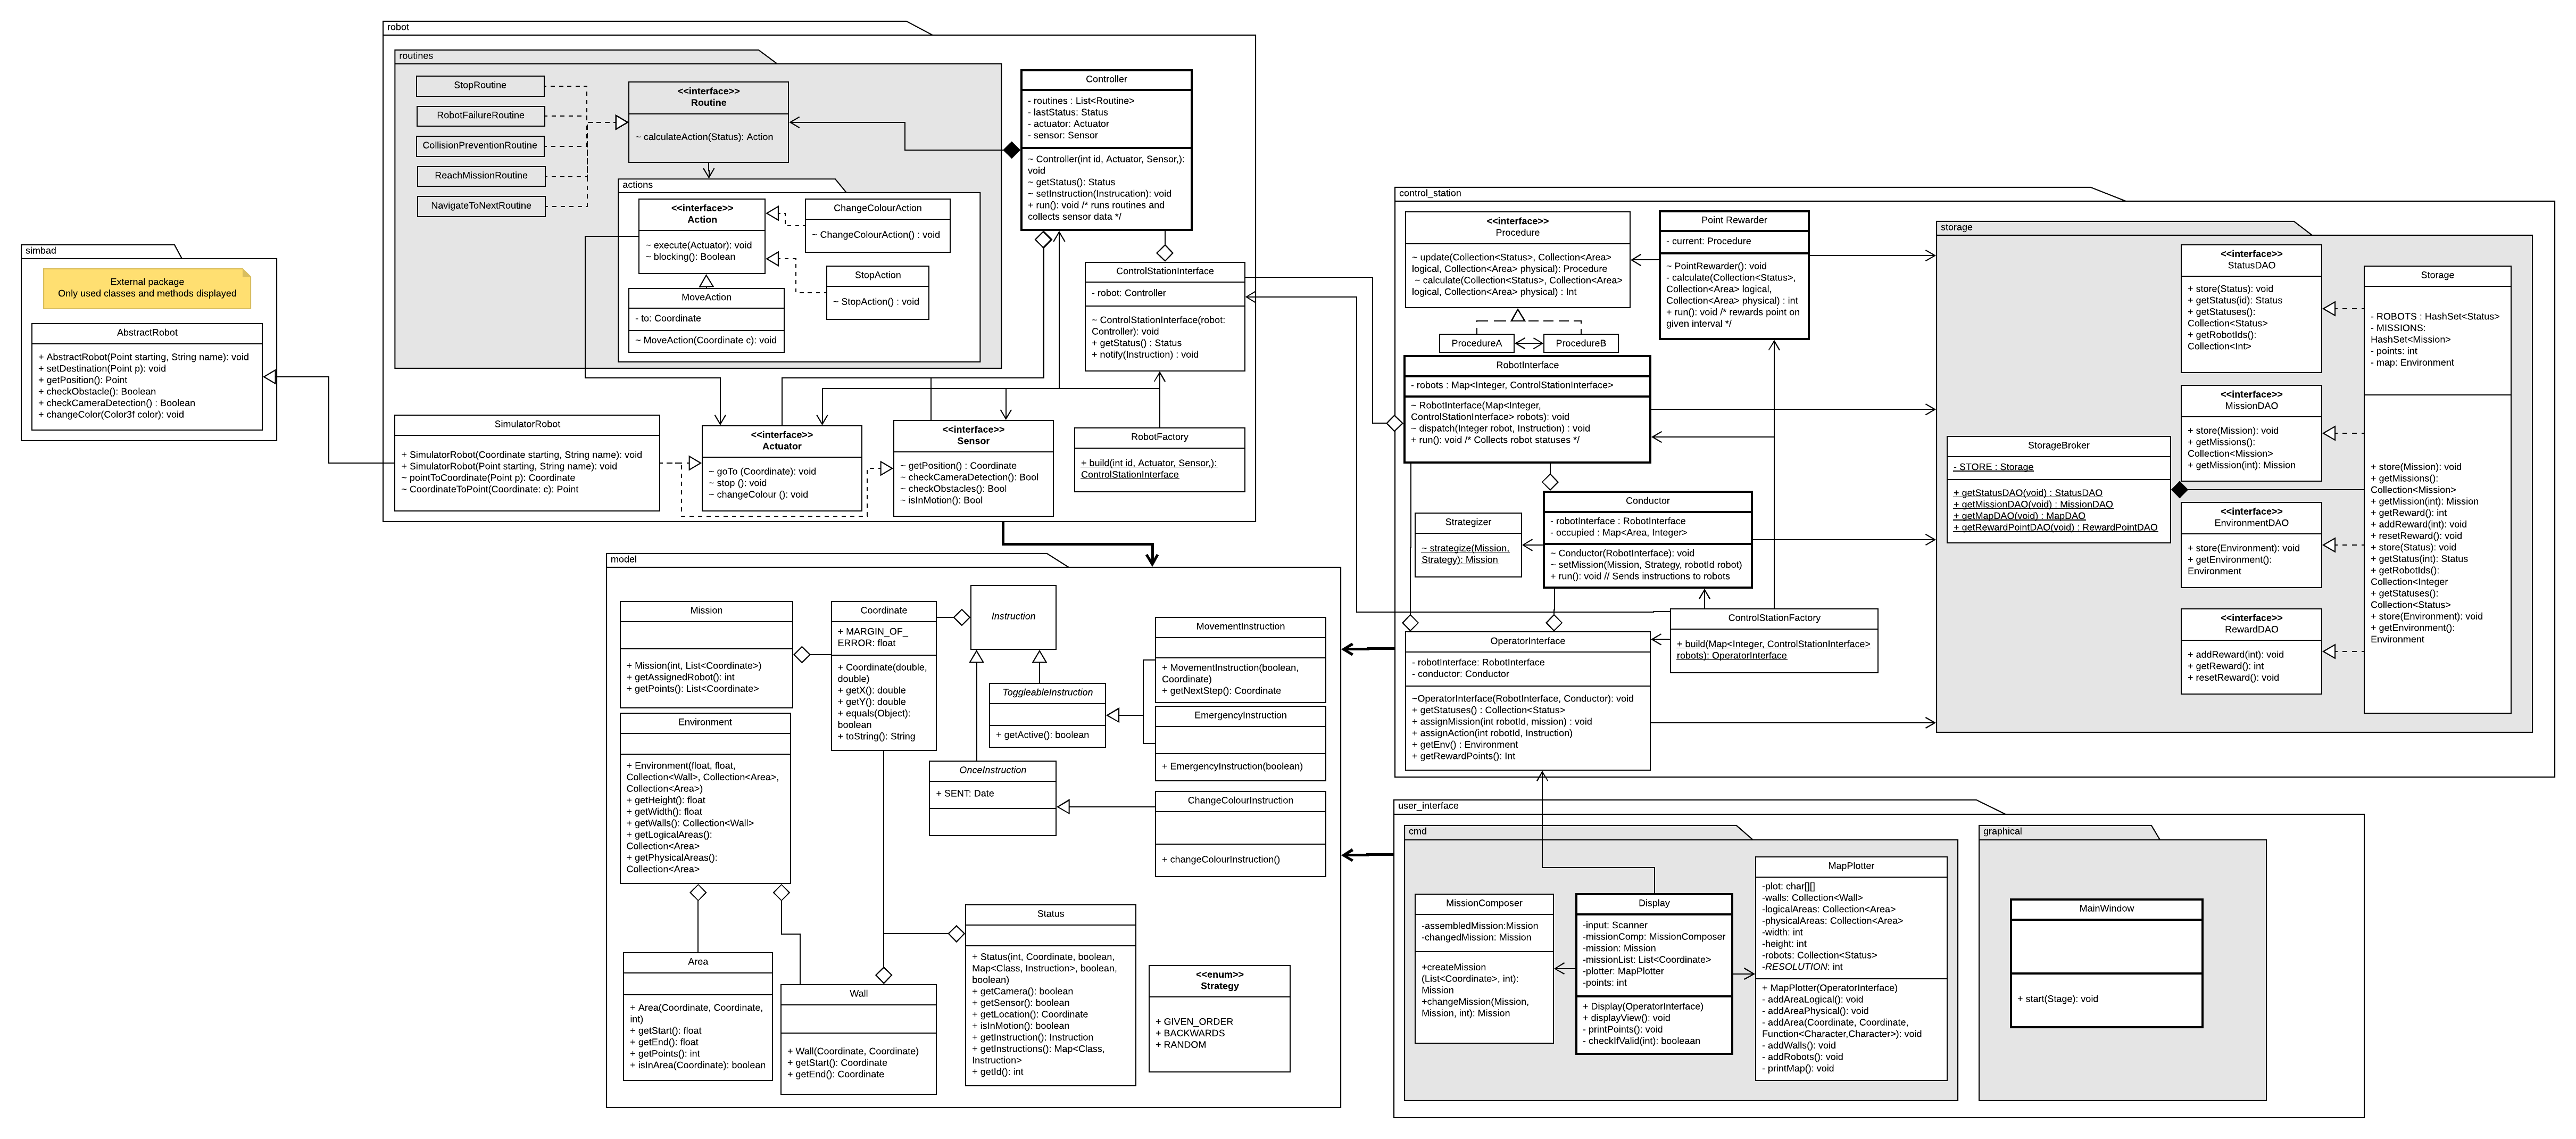 robot
routines
StopRoutine
RobotFailureRoutine
CollisionPreventionRoutine
ReachMissionRoutine
NavigateToNextRoutine
<<interface>>
Routine
~ calculateAction(Status): Action
actions
<<interface>>
Action
~ execute(Actuator): void
~ blocking(): Boolean
ChangeColourAction
~ ChangeColourAction() : void
StopAction
~ StopAction() : void
MoveAction
- to: Coordinate
~ MoveAction(Coordinate c): void
Controller
- routines : List<Routine>
- lastStatus: Status
- actuator: Actuator
- sensor: Sensor
~ Controller(int id, Actuator, Sensor,):
void
~ getStatus(): Status
~ setInstruction(Instrucation): void
+ run(): void /* runs routines and
collects sensor data */
ControlStationInterface
- robot: Controller
~ ControlStationInterface(robot:
Controller): void
+ getStatus() : Status
+ notify(Instruction) : void
simbad
External package
Only used classes and methods displayed
AbstractRobot
+ AbstractRobot(Point starting, String name): void
+ setDestination(Point p): void
+ getPosition(): Point
+ checkObstacle(): Boolean
+ checkCameraDetection() : Boolean
+ changeColor(Color3f color): void
SimulatorRobot
+ SimulatorRobot(Coordinate starting, String name): void
+ SimulatorRobot(Point starting, String name): void
~ pointToCoordinate(Point p): Coordinate
~ CoordinateToPoint(Coordinate: c): Point
<<interface>>
Actuator
~ goTo (Coordinate): void
~ stop (): void
~ changeColour (): void
<<interface>>
Sensor
~ getPosition() : Coordinate
~ checkCameraDetection(): Bool
~ checkObstacles(): Bool
~ isInMotion(): Bool
RobotFactory
+ build(int id, Actuator, Sensor,):
ControlStationInterface
model
Mission
+ Mission(int, List<Coordinate>)
+ getAssignedRobot(): int
+ getPoints(): List<Coordinate>
Coordinate
+ MARGIN_OF_
ERROR: float
+ Coordinate(double,
double)
+ getX(): double
+ getY(): double
+ equals(Object):
boolean
+ toString(): String
Instruction
ToggleableInstruction
+ getActive(): boolean
OnceInstruction
+ SENT: Date
MovementInstruction
+ MovementInstruction(boolean,
Coordinate)
+ getNextStep(): Coordinate
EmergencyInstruction
+ EmergencyInstruction(boolean)
ChangeColourInstruction
+ changeColourInstruction()
Environment
+ Environment(float, float,
Collection<Wall>, Collection<Area>,
Collection<Area>)
+ getHeight(): float
+ getWidth(): float
+ getWalls(): Collection<Wall>
+ getLogicalAreas():
Collection<Area>
+ getPhysicalAreas():
Collection<Area>
Area
+ Area(Coordinate, Coordinate,
int)
+ getStart(): float
+ getEnd(): float
+ getPoints(): int
+ isInArea(Coordinate): boolean
Wall
+ Wall(Coordinate, Coordinate)
+ getStart(): Coordinate
+ getEnd(): Coordinate
Status
+ Status(int, Coordinate, boolean,
Map<Class, Instruction>, boolean,
boolean)
+ getCamera(): boolean
+ getSensor(): boolean
+ getLocation(): Coordinate
+ isInMotion(): boolean
+ getInstruction(): Instruction
+ getInstructions(): Map<Class,
Instruction>
+ getId(): int
<<enum>>
Strategy
+ GIVEN_ORDER
+ BACKWARDS
+ RANDOM
control_station
<<interface>>
Procedure
~ update(Collection<Status>, Collection<Area>
logical, Collection<Area> physical): Procedure
~ calculate(Collection<Status>, Collection<Area>
logical, Collection<Area> physical) : Int
ProcedureA
ProcedureB
Point Rewarder
- current: Procedure
~ PointRewarder(): void
- calculate(Collection<Status>,
Collection<Area> logical,
Collection<Area> physical) : int
+ run(): void /* rewards point on
given interval */
RobotInterface
- robots : Map<Integer, ControlStationInterface>
~ RobotInterface(Map<Integer,
ControlStationInterface> robots): void
~ dispatch(Integer robot, Instruction) : void
+ run(): void /* Collects robot statuses */
Strategizer
~ strategize(Mission,
Strategy): Mission
Conductor
- robotInterface : RobotInterface
- occupied : Map<Area, Integer>
~ Conductor(RobotInterface): void
~ setMission(Mission, Strategy, robotId robot)
+ run(): void // Sends instructions to robots
OperatorInterface
- robotInterface: RobotInterface
- conductor: Conductor
~OperatorInterface(RobotInterface, Conductor): void
+ getStatuses() : Collection<Status>
+ assignMission(int robotId, mission) : void
+ assignAction(int robotId, Instruction)
+ getEnv() : Environment
+ getRewardPoints(): Int
ControlStationFactory
+ build(Map<Integer, ControlStationInterface>
robots): OperatorInterface
storage
StorageBroker
- STORE : Storage
+ getStatusDAO(void) : StatusDAO
+ getMissionDAO(void) : MissionDAO
+ getMapDAO(void) : MapDAO
+ getRewardPointDAO(void) : RewardPointDAO
<<interface>>
StatusDAO
+ store(Status): void
+ getStatus(id): Status
+ getStatuses():
Collection<Status>
+ getRobotIds():
Collection<Int>
<<interface>>
MissionDAO
+ store(Mission): void
+ getMissions():
Collection<Mission>
+ getMission(int): Mission
<<interface>>
EnvironmentDAO
+ store(Environment): void
+ getEnvironment():
Environment
<<interface>>
RewardDAO
+ addReward(int): void
+ getReward(): int
+ resetReward(): void
Storage
- ROBOTS : HashSet<Status>
- MISSIONS:
HashSet<Mission>
- points: int
- map: Environment
+ store(Mission): void
+ getMissions():
Collection<Mission>
+ getMission(int): Mission
+ getReward(): int
+ addReward(int): void
+ resetReward(): void
+ store(Status): void
+ getStatus(int): Status
+ getRobotIds():
Collection<Integer
+ getStatuses():
Collection<Status>
+ store(Environment): void
+ getEnvironment():
Environment
user_interface
cmd
MissionComposer
-assembledMission:Mission
-changedMission: Mission
+createMission
(List<Coordinate>, int):
Mission
+changeMission(Mission,
Mission, int): Mission
Display
-input: Scanner
-missionComp: MissionComposer
-mission: Mission
-missionList: List<Coordinate>
-plotter: MapPlotter
-points: int
+ Display(OperatorInterface)
+ displayView(): void
- printPoints(): void
- checkIfValid(int): booleaan
MapPlotter
-plot: char[][]
-walls: Collection<Wall>
-logicalAreas: Collection<Area>
-physicalAreas: Collection<Area>
-width: int
-height: int
-robots: Collection<Status>
-RESOLUTION: int
+ MapPlotter(OperatorInterface)
- addAreaLogical(): void
- addAreaPhysical(): void
- addArea(Coordinate, Coordinate,
Function<Character,Character>): void
- addWalls(): void
- addRobots(): void
- printMap(): void
graphical
MainWindow
+ start(Stage): void